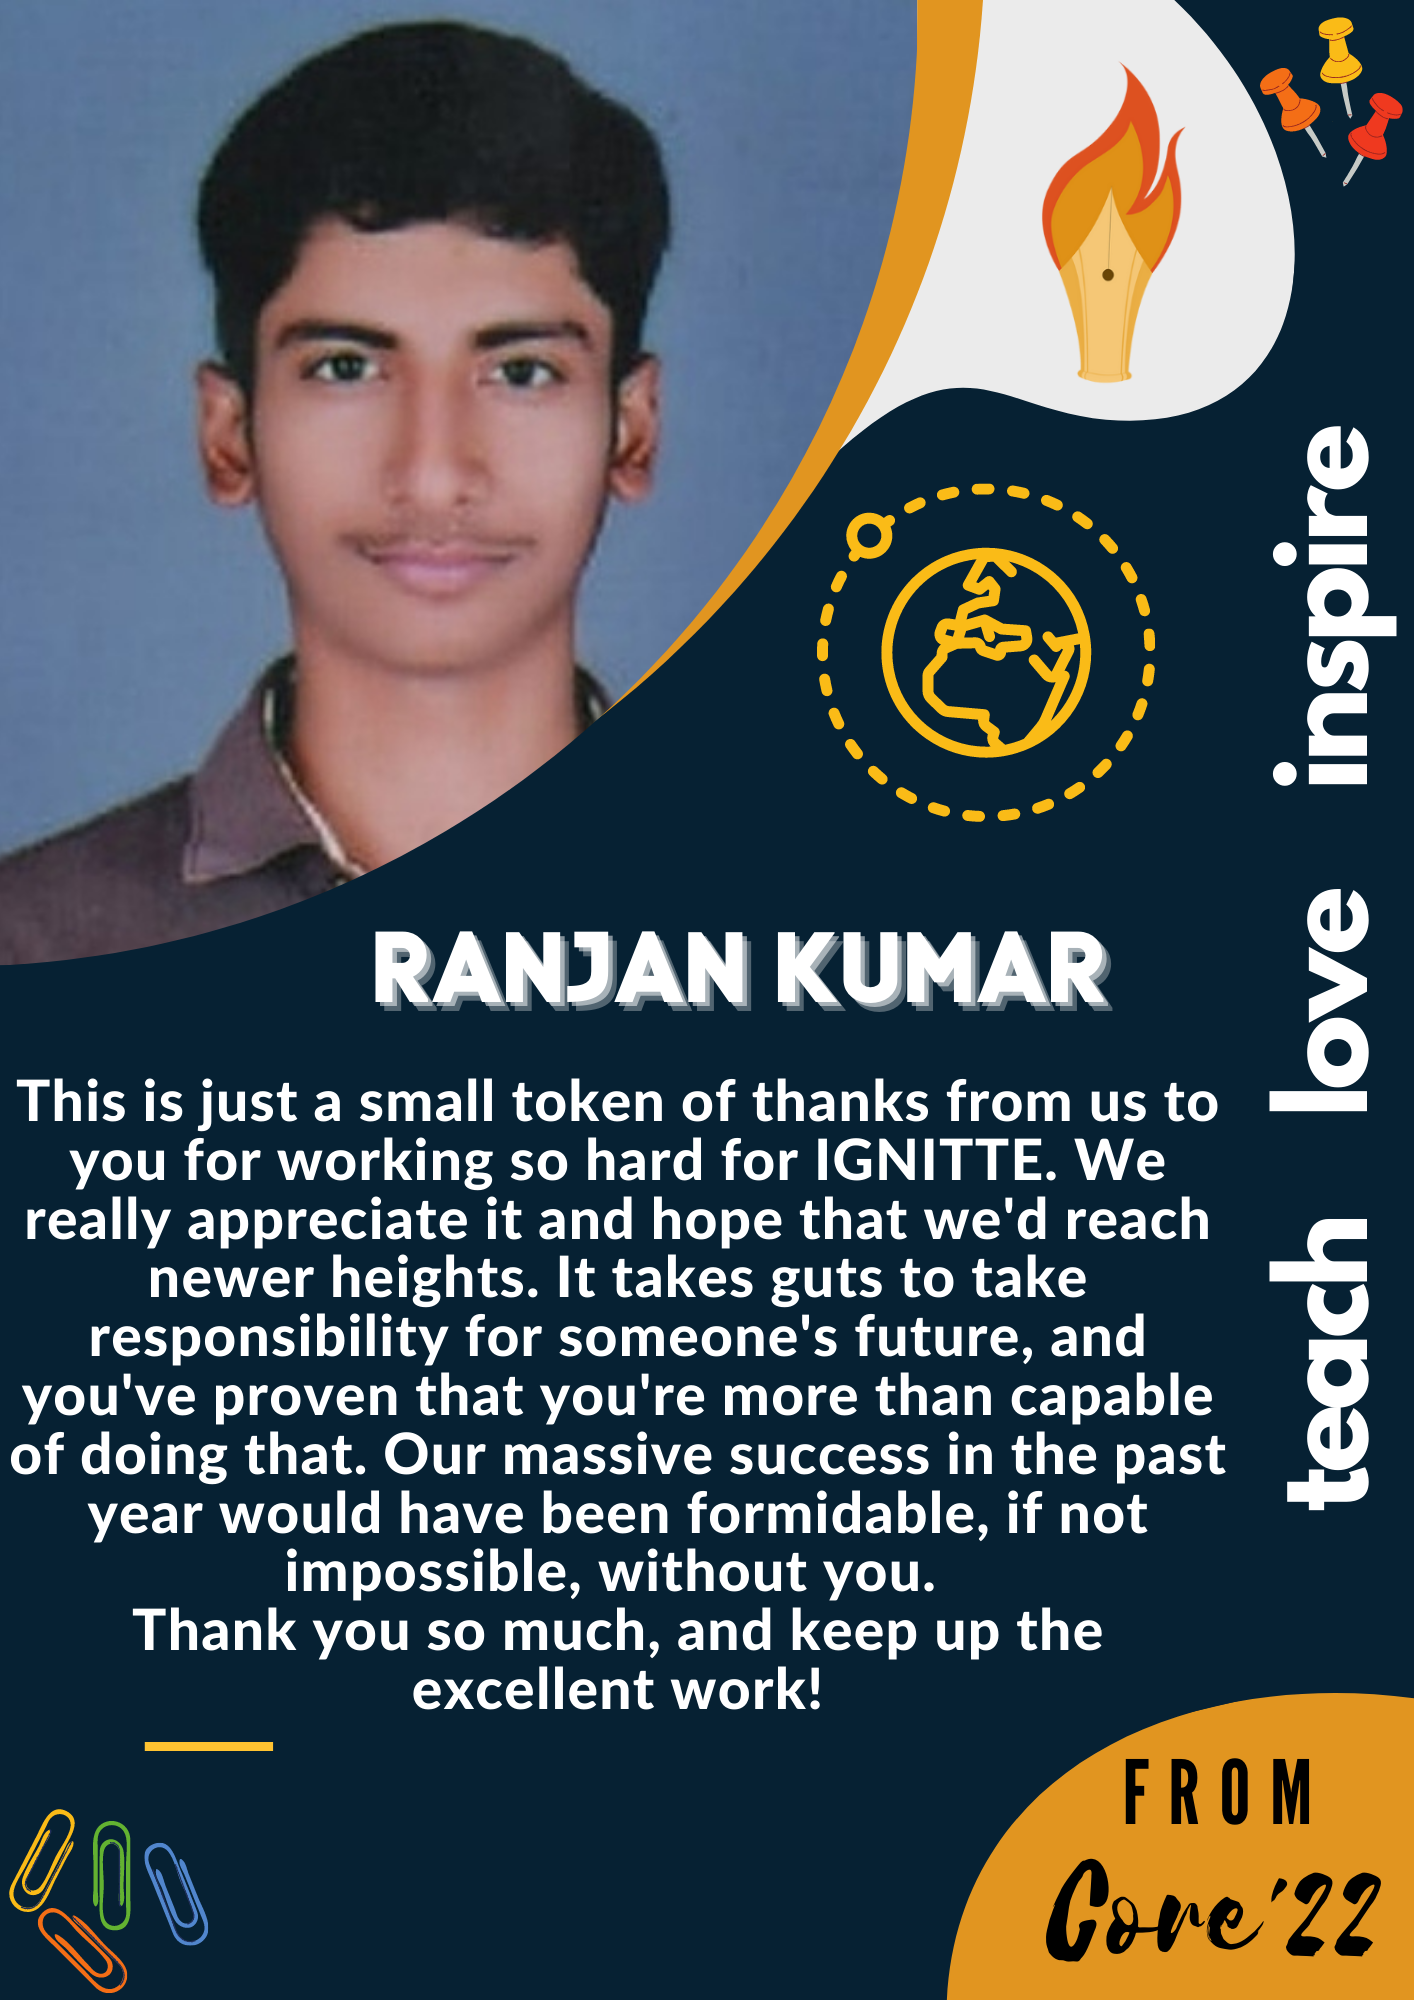 RANJAN KUMAR
This is just a small token of thanks from us to
you for working so hard for IGNITTE. We
really appreciate it and hope that we'd reach
newer heights. It takes guts to take
responsibility for someone's future, and
you've proven that you're more than capable
of doing that. Our massive success in the past
year would have been formidable, if not
impossible, without you.
Thank you so much, and keep up the
excellent work!
teach love inspire
FROM
Core'22